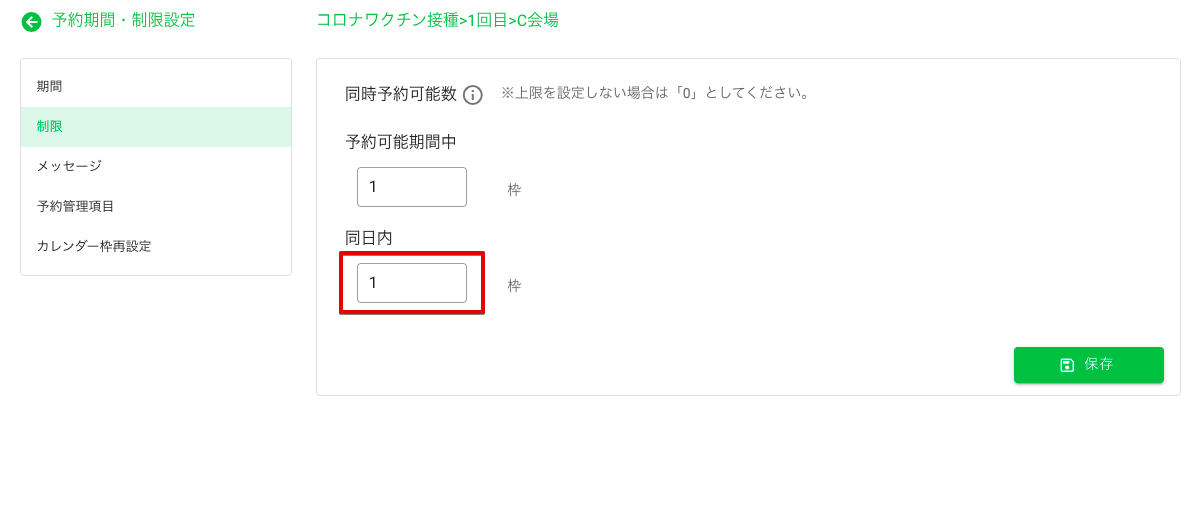 予約期間・制限設定
コロナワクチン接種>1回目>C会場
期間
制限
メッセージ
予約管理項目
カレンダー枠再設定
同時予約可能数 ※上限を設定しない場合は「0」としてください。
予約可能期間中
1 枠
同日内
1 枠
保存